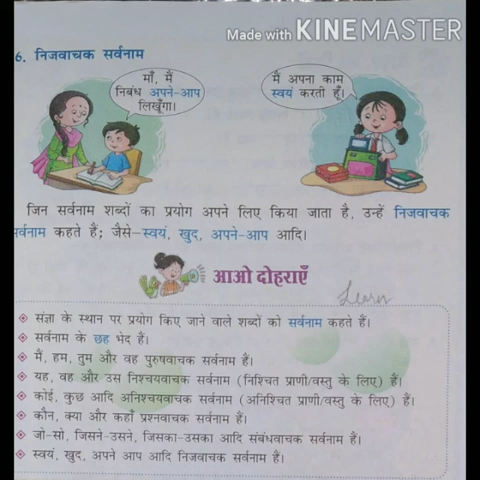 Made with KINEMASTER
6. निजवाचक सर्वनाम
माँ, मैं
निबंध अपने-आप
लिखूँगा।
मैं अपना काम
स्वयं करती हूँ।
जिन सर्वनाम शब्दों का प्रयोग अपने लिए किया जाता है, उन्हें निजवाचक
सर्वनाम कहते हैं; जैसे–स्वयं, खुद, अपने-आप आदि।
आओ दोहराएँ
Learn
❖ संज्ञा के स्थान पर प्रयोग किए जाने वाले शब्दों को सर्वनाम कहते हैं।
❖ सर्वनाम के छह भेद हैं।
❖ मैं, हम, तुम और वह पुरुषवाचक सर्वनाम हैं।
❖ यह, वह और उस निश्चयवाचक सर्वनाम (निश्चित प्राणी/वस्तु के लिए) हैं।
❖ कोई, कुछ आदि अनिश्चयवाचक सर्वनाम (अनिश्चित प्राणी/वस्तु के लिए) हैं।
❖ कौन, क्या और कहाँ प्रश्नवाचक सर्वनाम हैं।
❖ जो-सो, जिसने-उसने, जिसका-उसका आदि संबंधवाचक सर्वनाम हैं।
❖ स्वयं, खुद, अपने आप आदि निजवाचक सर्वनाम हैं।